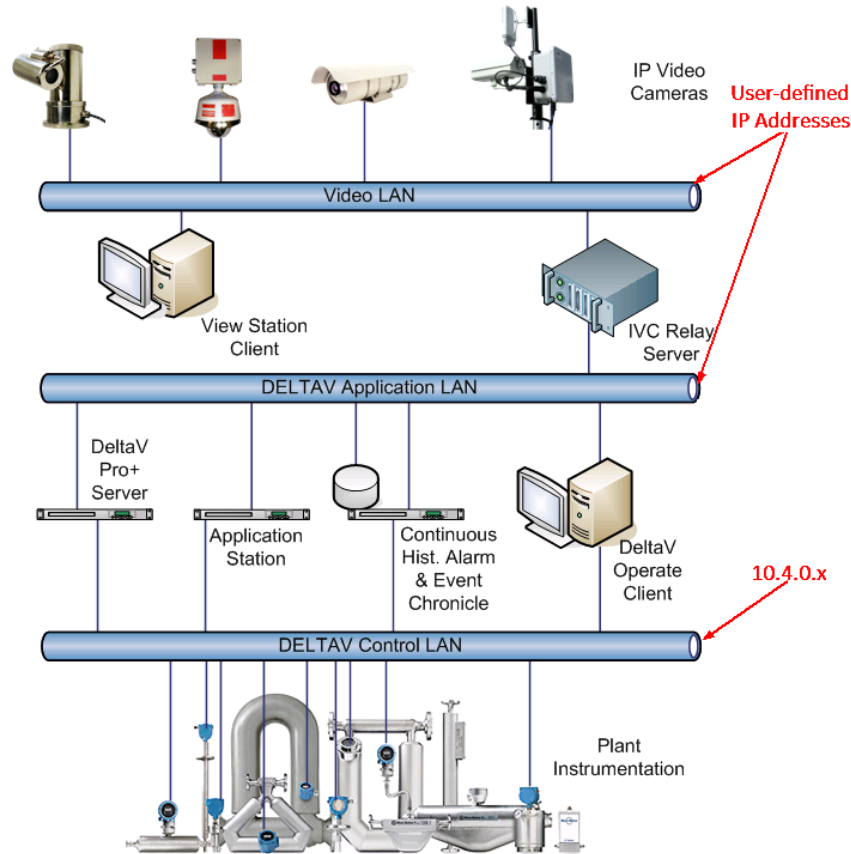 IP Video
Cameras
User-defined
IP Addresses
Video LAN
View Station
Client
IVC Relay
Server
DELTAV Application LAN
DeltaV
Pro+
Server
Application
Station
Continuous
Hist. Alarm
& Event
Chronicle
DeltaV
Operate
Client
10.4.0.x
DELTAV Control LAN
Plant
Instrumentation